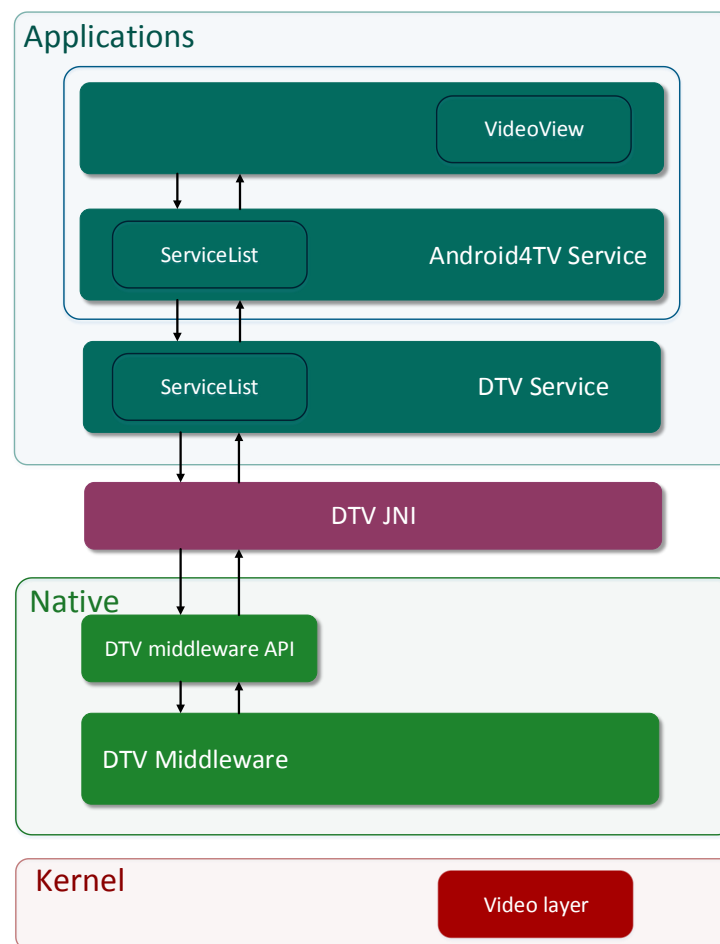 Applications
VideoView
ServiceList
Android4TV Service
ServiceList
DTV Service
DTV JNI
Native
DTV middleware API
DTV Middleware
Kernel
Video layer